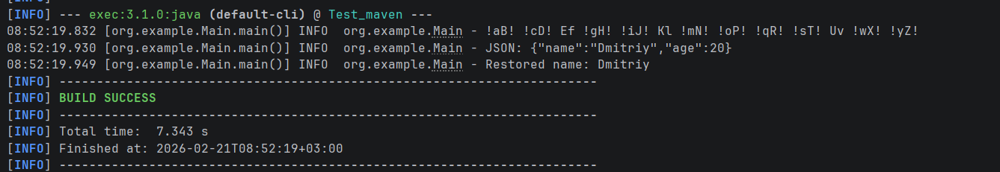 [INFO] --- exec:3.1.0:java (default-cli) @ Test_maven ---
08:52:19.832 [org.example.Main.main()] INFO  org.example.Main - !aB! !cD! Ef !gH! !iJ! Kl !mN! !oP! !qR! !sT! Uv !wX! !yZ!
08:52:19.930 [org.example.Main.main()] INFO  org.example.Main - JSON: {"name":"Dmitriy","age":20}
08:52:19.949 [org.example.Main.main()] INFO  org.example.Main - Restored name: Dmitriy
[INFO] ------------------------------------------------------------------------
[INFO] BUILD SUCCESS
[INFO] ------------------------------------------------------------------------
[INFO] Total time:  7.343 s
[INFO] Finished at: 2026-02-21T08:52:19+03:00
[INFO] ------------------------------------------------------------------------